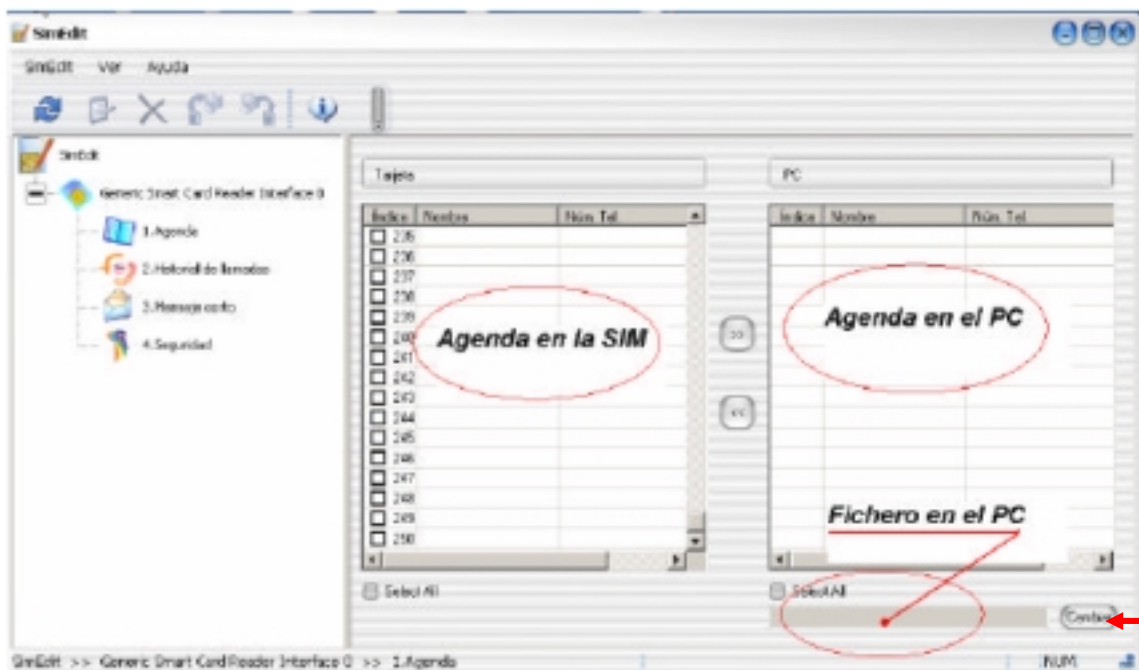 SimEdit
SimEdit Ver Ayuda
SimEdit
Generic Smart Card Reader Interface 0
1.Agenda
2.Historial de llamadas
3.Mensaje corto
4.Seguridad
Tarjeta
Índice Nombre Núm. Tel.
235
236
237
238
239
240
241
242
243
244
245
246
247
248
249
250
Agenda en la SIM
Select All
>>
<<
PC
Índice Nombre Núm. Tel.
Agenda en el PC
Fichero en el PC
Select All
Cambiar
SimEdit >> Generic Smart Card Reader Interface 0 >> 1.Agenda
NUM